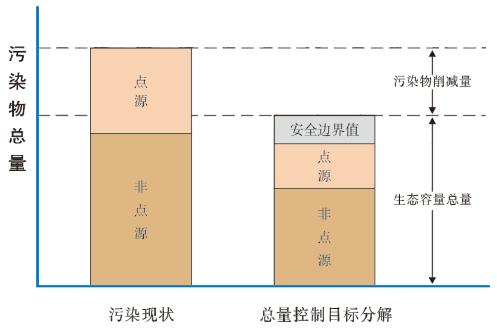 污染物总量
点源
非点源
安全边界值
点源
非点源
污染物削减量
生态容量总量
污染现状
总量控制目标分解